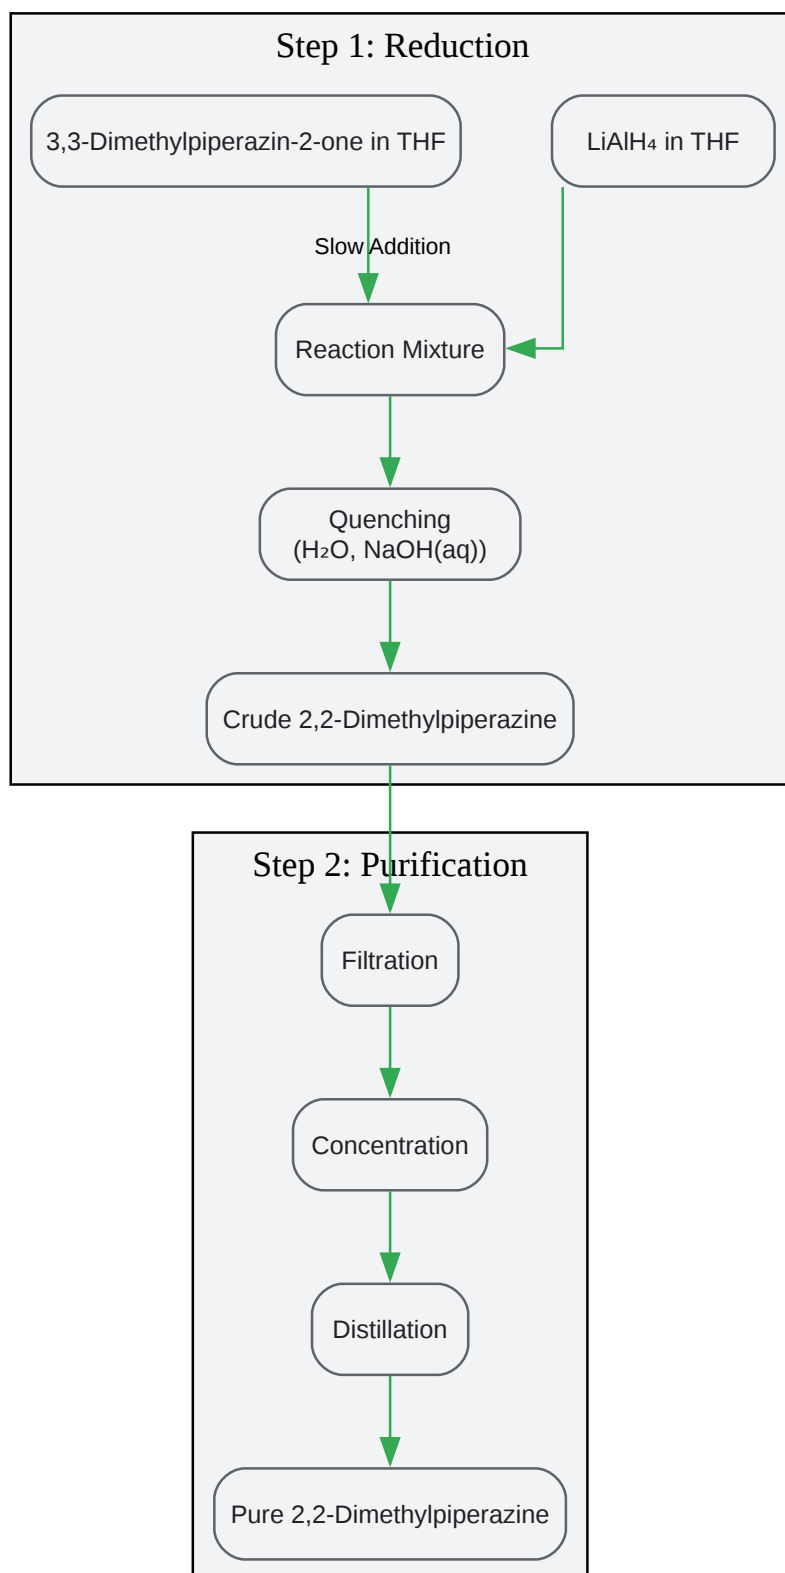 Step 1: Reduction
3,3-Dimethylpiperazin-2-one in THF
LiAlH₄ in THF
Slow Addition
Reaction Mixture
Quenching
(H₂O, NaOH(aq))
Crude 2,2-Dimethylpiperazine
Step 2: Purification
Filtration
Concentration
Distillation
Pure 2,2-Dimethylpiperazine